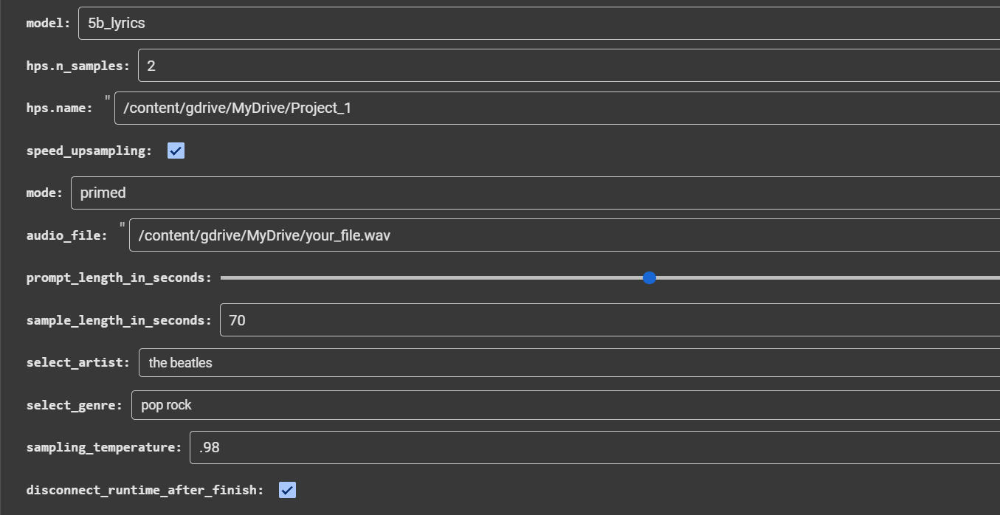 model: 5b_lyrics
hps.n_samples: 2
hps.name: " /content/gdrive/MyDrive/Project_1
speed_upsampling:
mode: primed
audio_file: " /content/gdrive/MyDrive/your_file.wav
prompt_length_in_seconds:
sample_length_in_seconds: 70
select_artist: the beatles
select_genre: pop rock
sampling_temperature: .98
disconnect_runtime_after_finish: